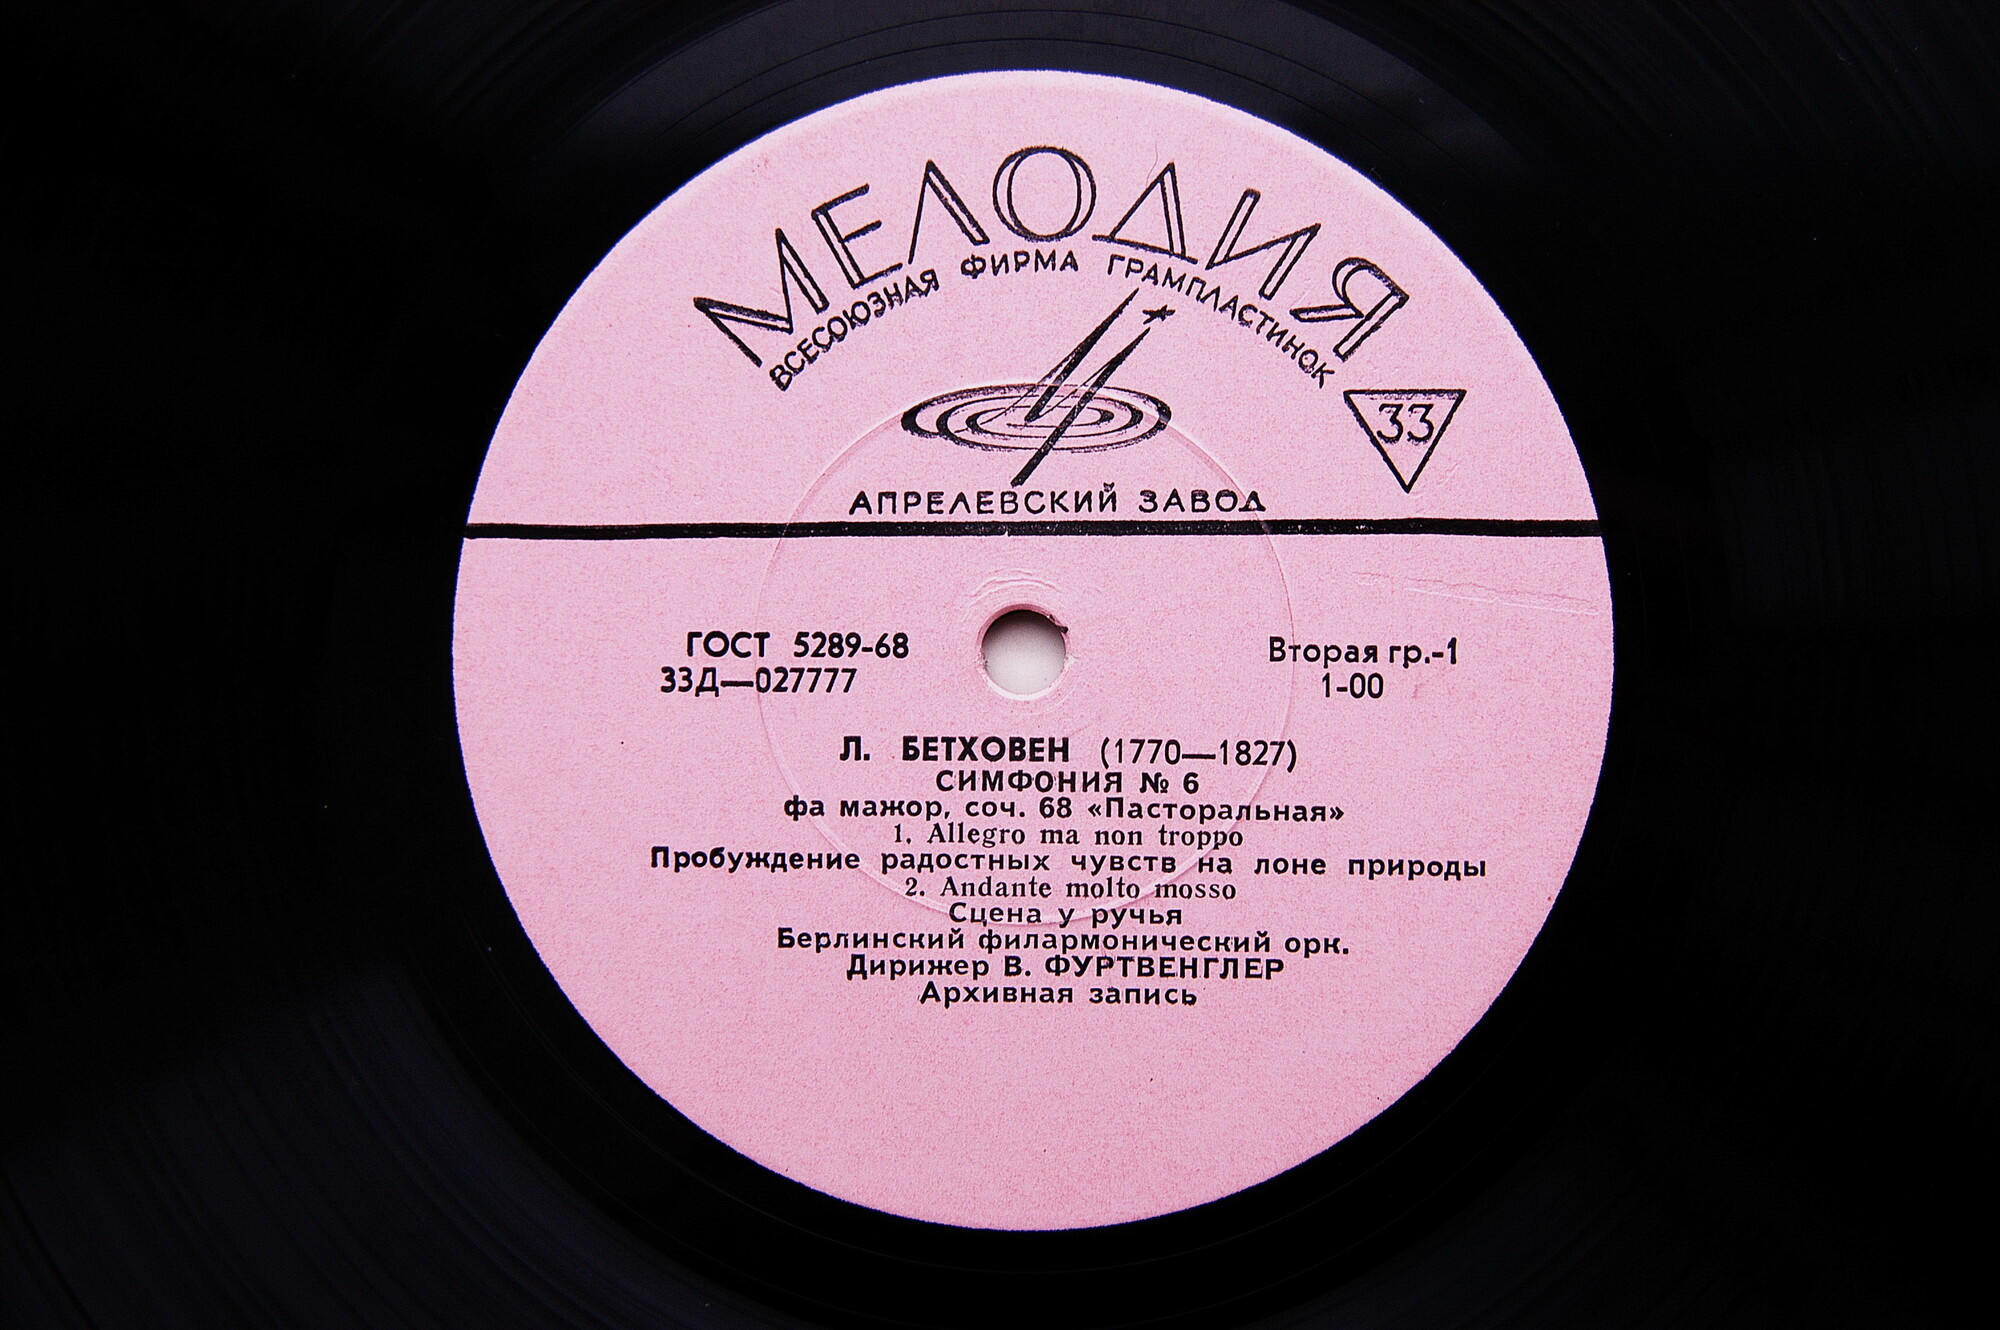 МЕЛОДИЯ
ВСЕСОЮЗНАЯ ФИРМА ГРАМПЛАСТИНОК
33
АПРЕЛЕВСКИЙ ЗАВОД
ГОСТ 5289-68
33Д—027777
Вторая гр.-1
1-00
Л. БЕТХОВЕН (1770—1827)
СИМФОНИЯ № 6
фа мажор, соч. 68 «Пасторальная»
1. Allegro ma non troppo
Пробуждение радостных чувств на лоне природы
2. Andante molto mosso
Сцена у ручья
Берлинский филармонический орк.
Дирижер В. ФУРТВЕНГЛЕР
Архивная запись